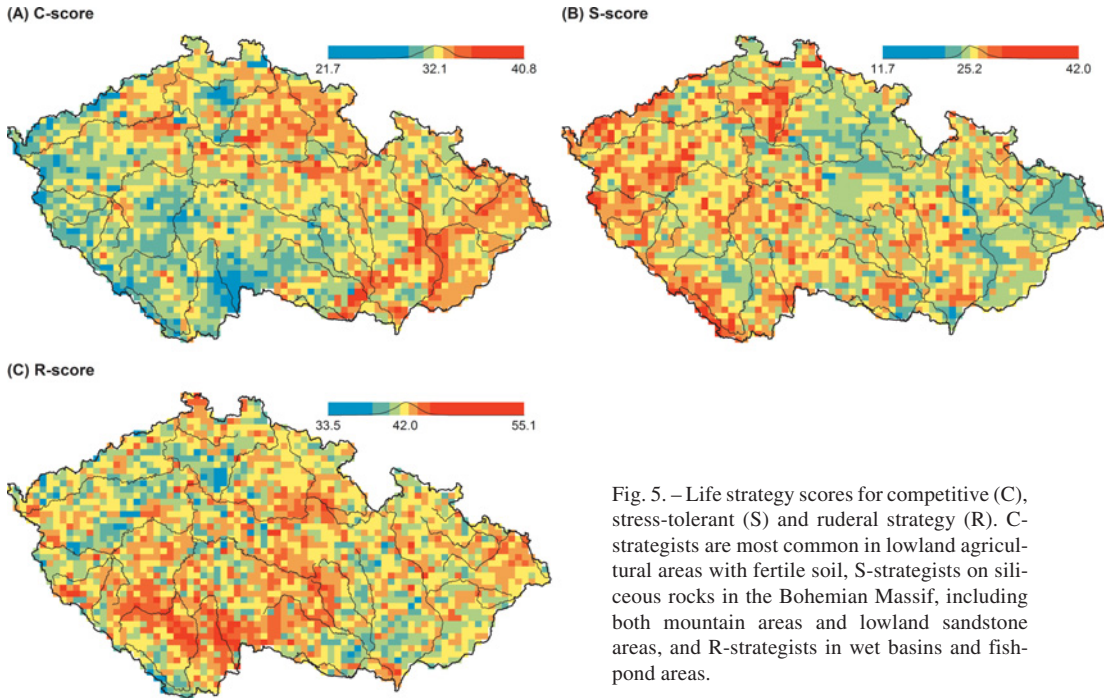 (A) C-score
21.7 32.1 40.8
(B) S-score
11.7 25.2 42.0
(C) R-score
33.5 42.0 55.1
Fig. 5. – Life strategy scores for competitive (C),
stress-tolerant (S) and ruderal strategy (R). C-
strategists are most common in lowland agricul-
tural areas with fertile soil, S-strategists on sili-
ceous rocks in the Bohemian Massif, including
both mountain areas and lowland sandstone
areas, and R-strategists in wet basins and fish-
pond areas.